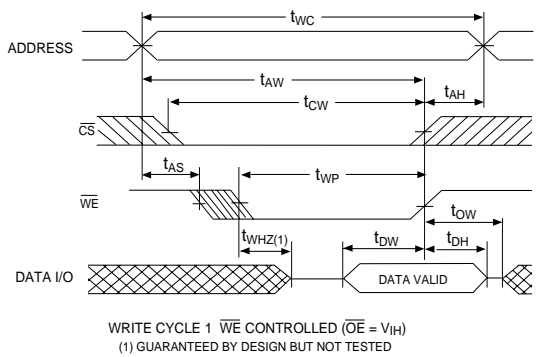 tWC
ADDRESS
tAW
tCW
tAH
CS
tAS
tWP
WE
tOW
tWHZ(1)
tDW
tDH
DATA I/O
DATA VALID
WRITE CYCLE 1 WE CONTROLLED (OE = VIH)
(1) GUARANTEED BY DESIGN BUT NOT TESTED